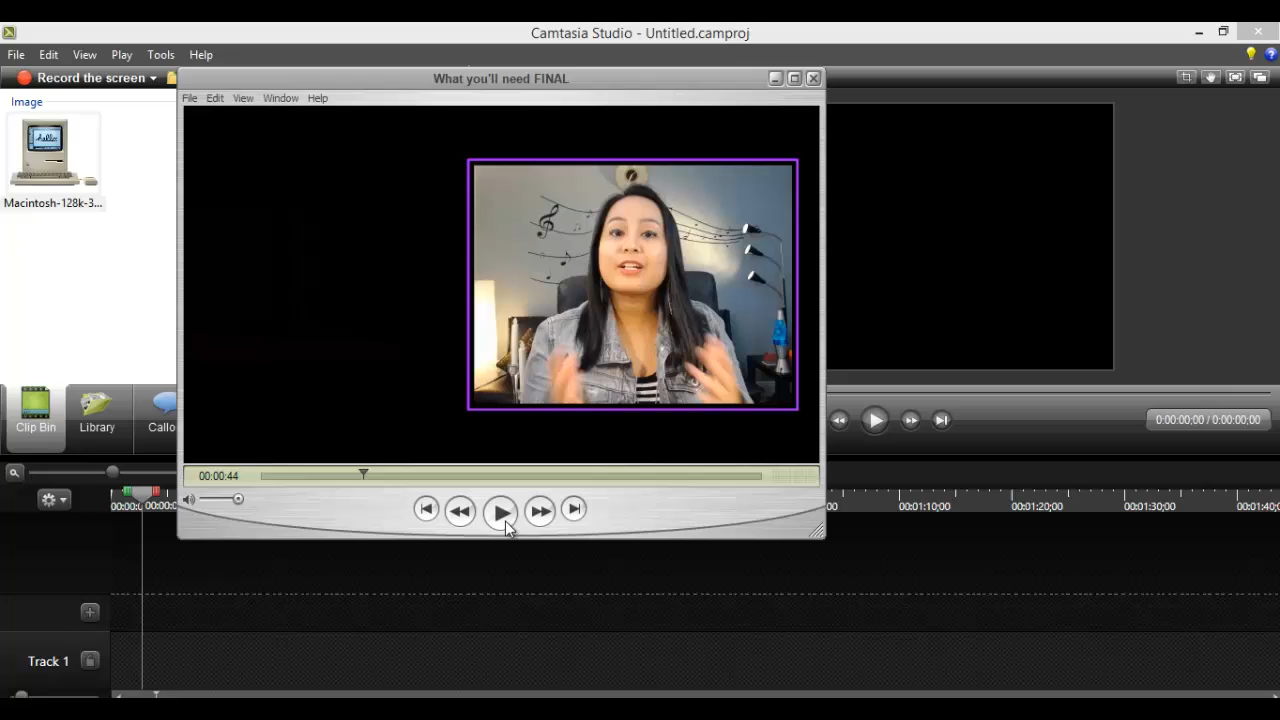 Camtasia Studio - Untitled.camproj
File Edit View Play Tools Help
Record the screen
What you'll need FINAL
File Edit View Window Help
Image
hello
Macintosh-128k-3...
Clip Bin
Library
Callo
00:00:44
0:00:00;00 / 0:00:00;00
00:01:10;00
00:01:20;00
00:01:30;00
Track 1